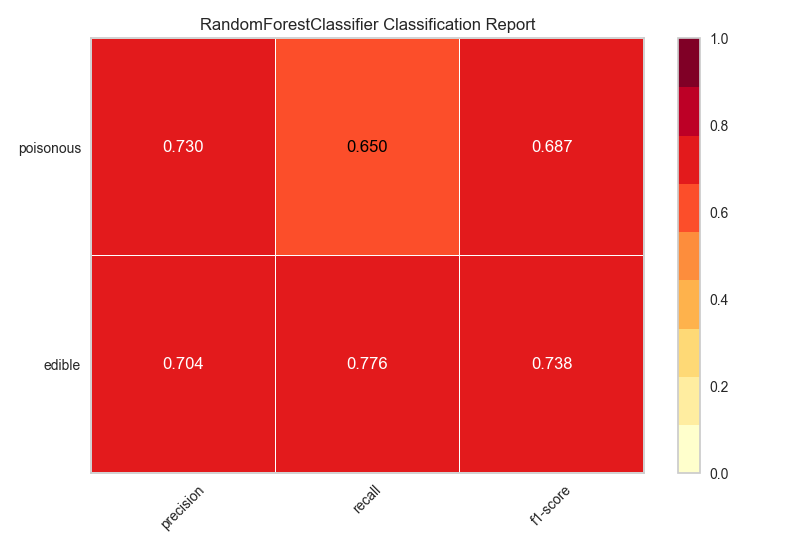 RandomForestClassifier Classification Report
poisonous 0.730 0.650 0.687
edible 0.704 0.776 0.738
precision recall f1-score
1.0
0.8
0.6
0.4
0.2
0.0